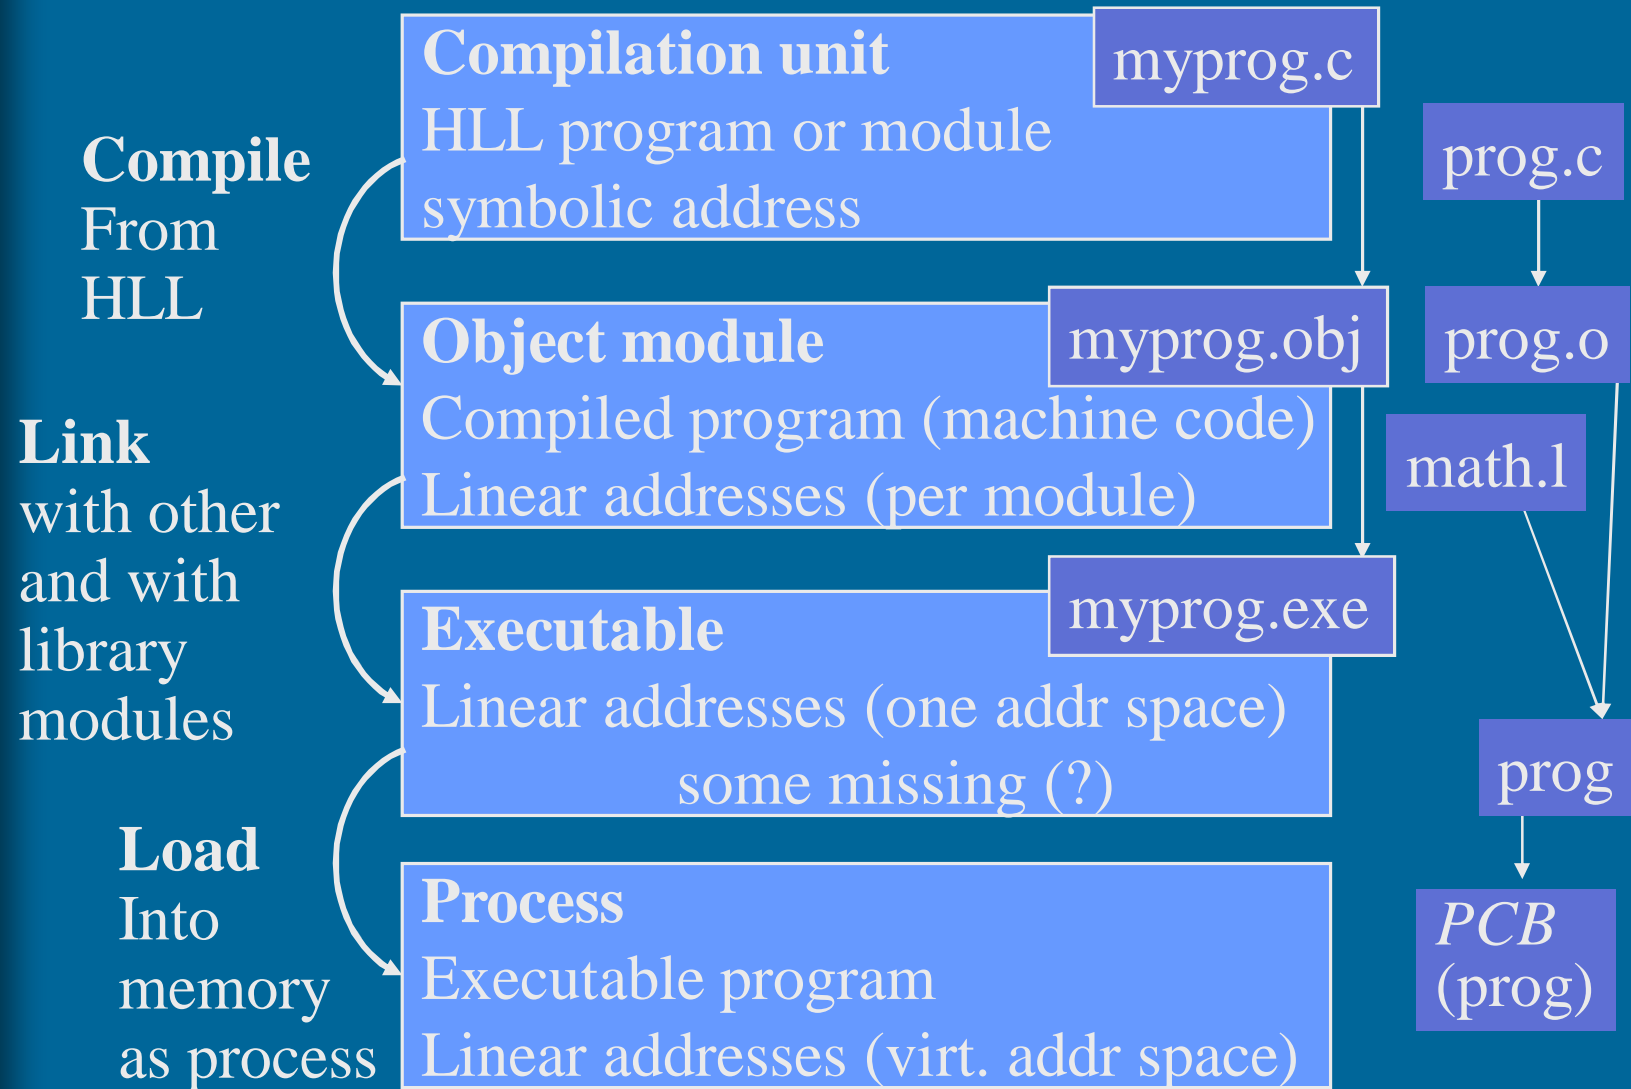 Compilation unit
HLL program or module
symbolic address
myprog.c
prog.c
Compile
From
HLL
Object module
Compiled program (machine code)
Linear addresses (per module)
myprog.obj
prog.o
math.l
Link
with other
and with
library
modules
Executable
Linear addresses (one addr space)
some missing (?)
myprog.exe
prog
Load
Into
memory
as process
Process
Executable program
Linear addresses (virt. addr space)
PCB
(prog)